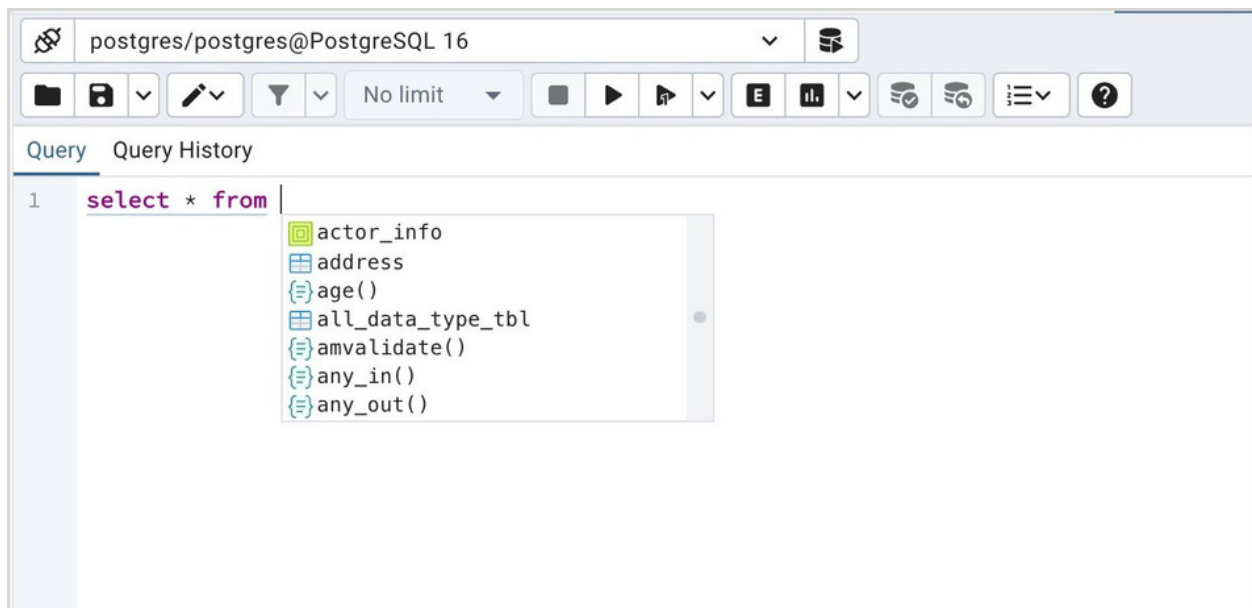 postgres/postgres@PostgreSQL 16
No limit
E
Query Query History
1 select * from
actor_info
address
age()
all_data_type_tbl
amvalidate()
any_in()
any_out()